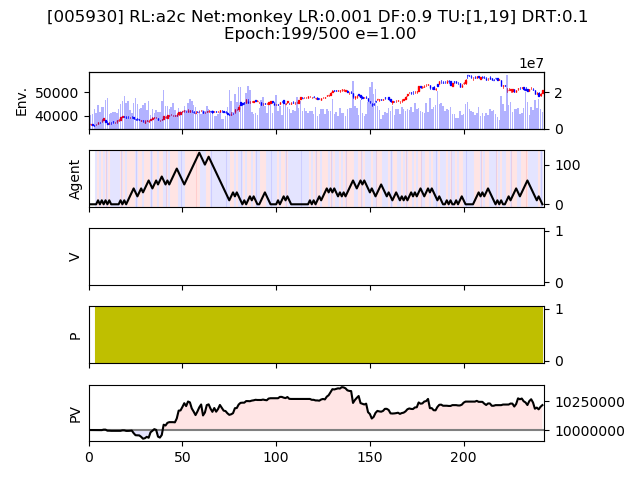 [005930] RL:a2c Net:monkey LR:0.001 DF:0.9 TU:[1,19] DRT:0.1
Epoch:199/500 e=1.00
1e7
Env.
50000
40000
2
0
Agent
100
0
V
1
0
P
1
0
PV
10250000
10000000
0 50 100 150 200